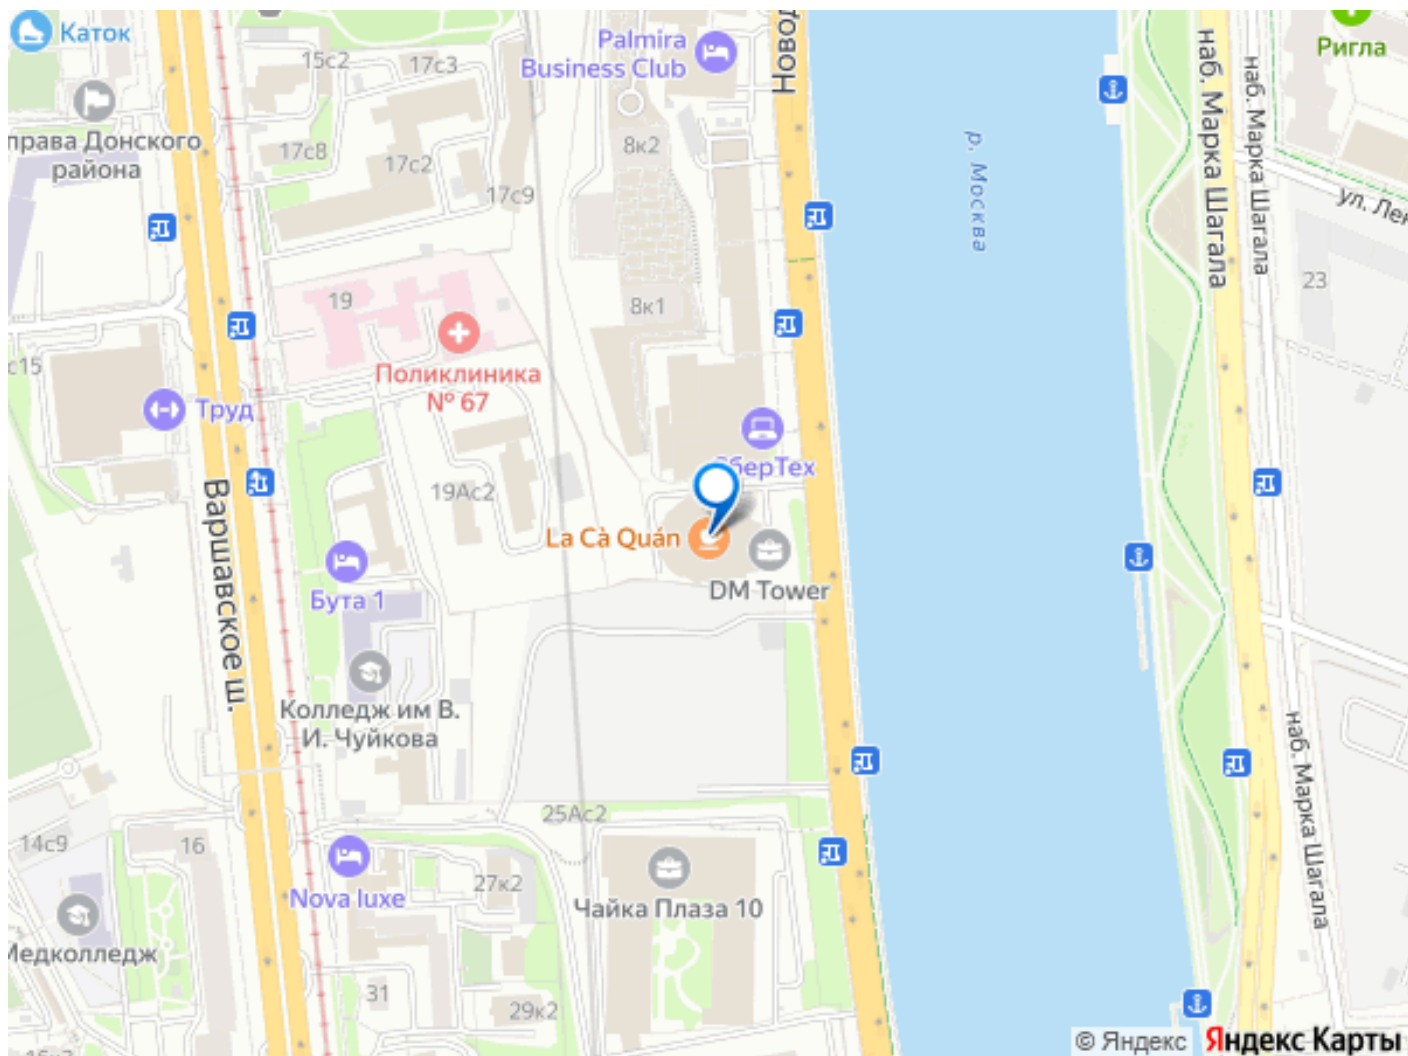 Каток
15с2
17с3
Palmira
Business Club
Новод
наб. Марка Шагала
наб. Марка Шагала
Ригла
права Донского
района
17с8
17с2
17с9
8к2
р. Москва
ул. Лен
19
8к1
23
с15
Поликлиника
№ 67
Труд
СберТех
19Ас2
Варшавское ш.
La Cà Quán
DM Tower
Бута 1
Колледж им В.
И. Чуйкова
наб. Марка Шагала
25Ас2
14с9
16
27к2
Nova luxe
Чайка Плаза 10
Медколледж
31
29к2
© Яндекс
Яндекс Карты